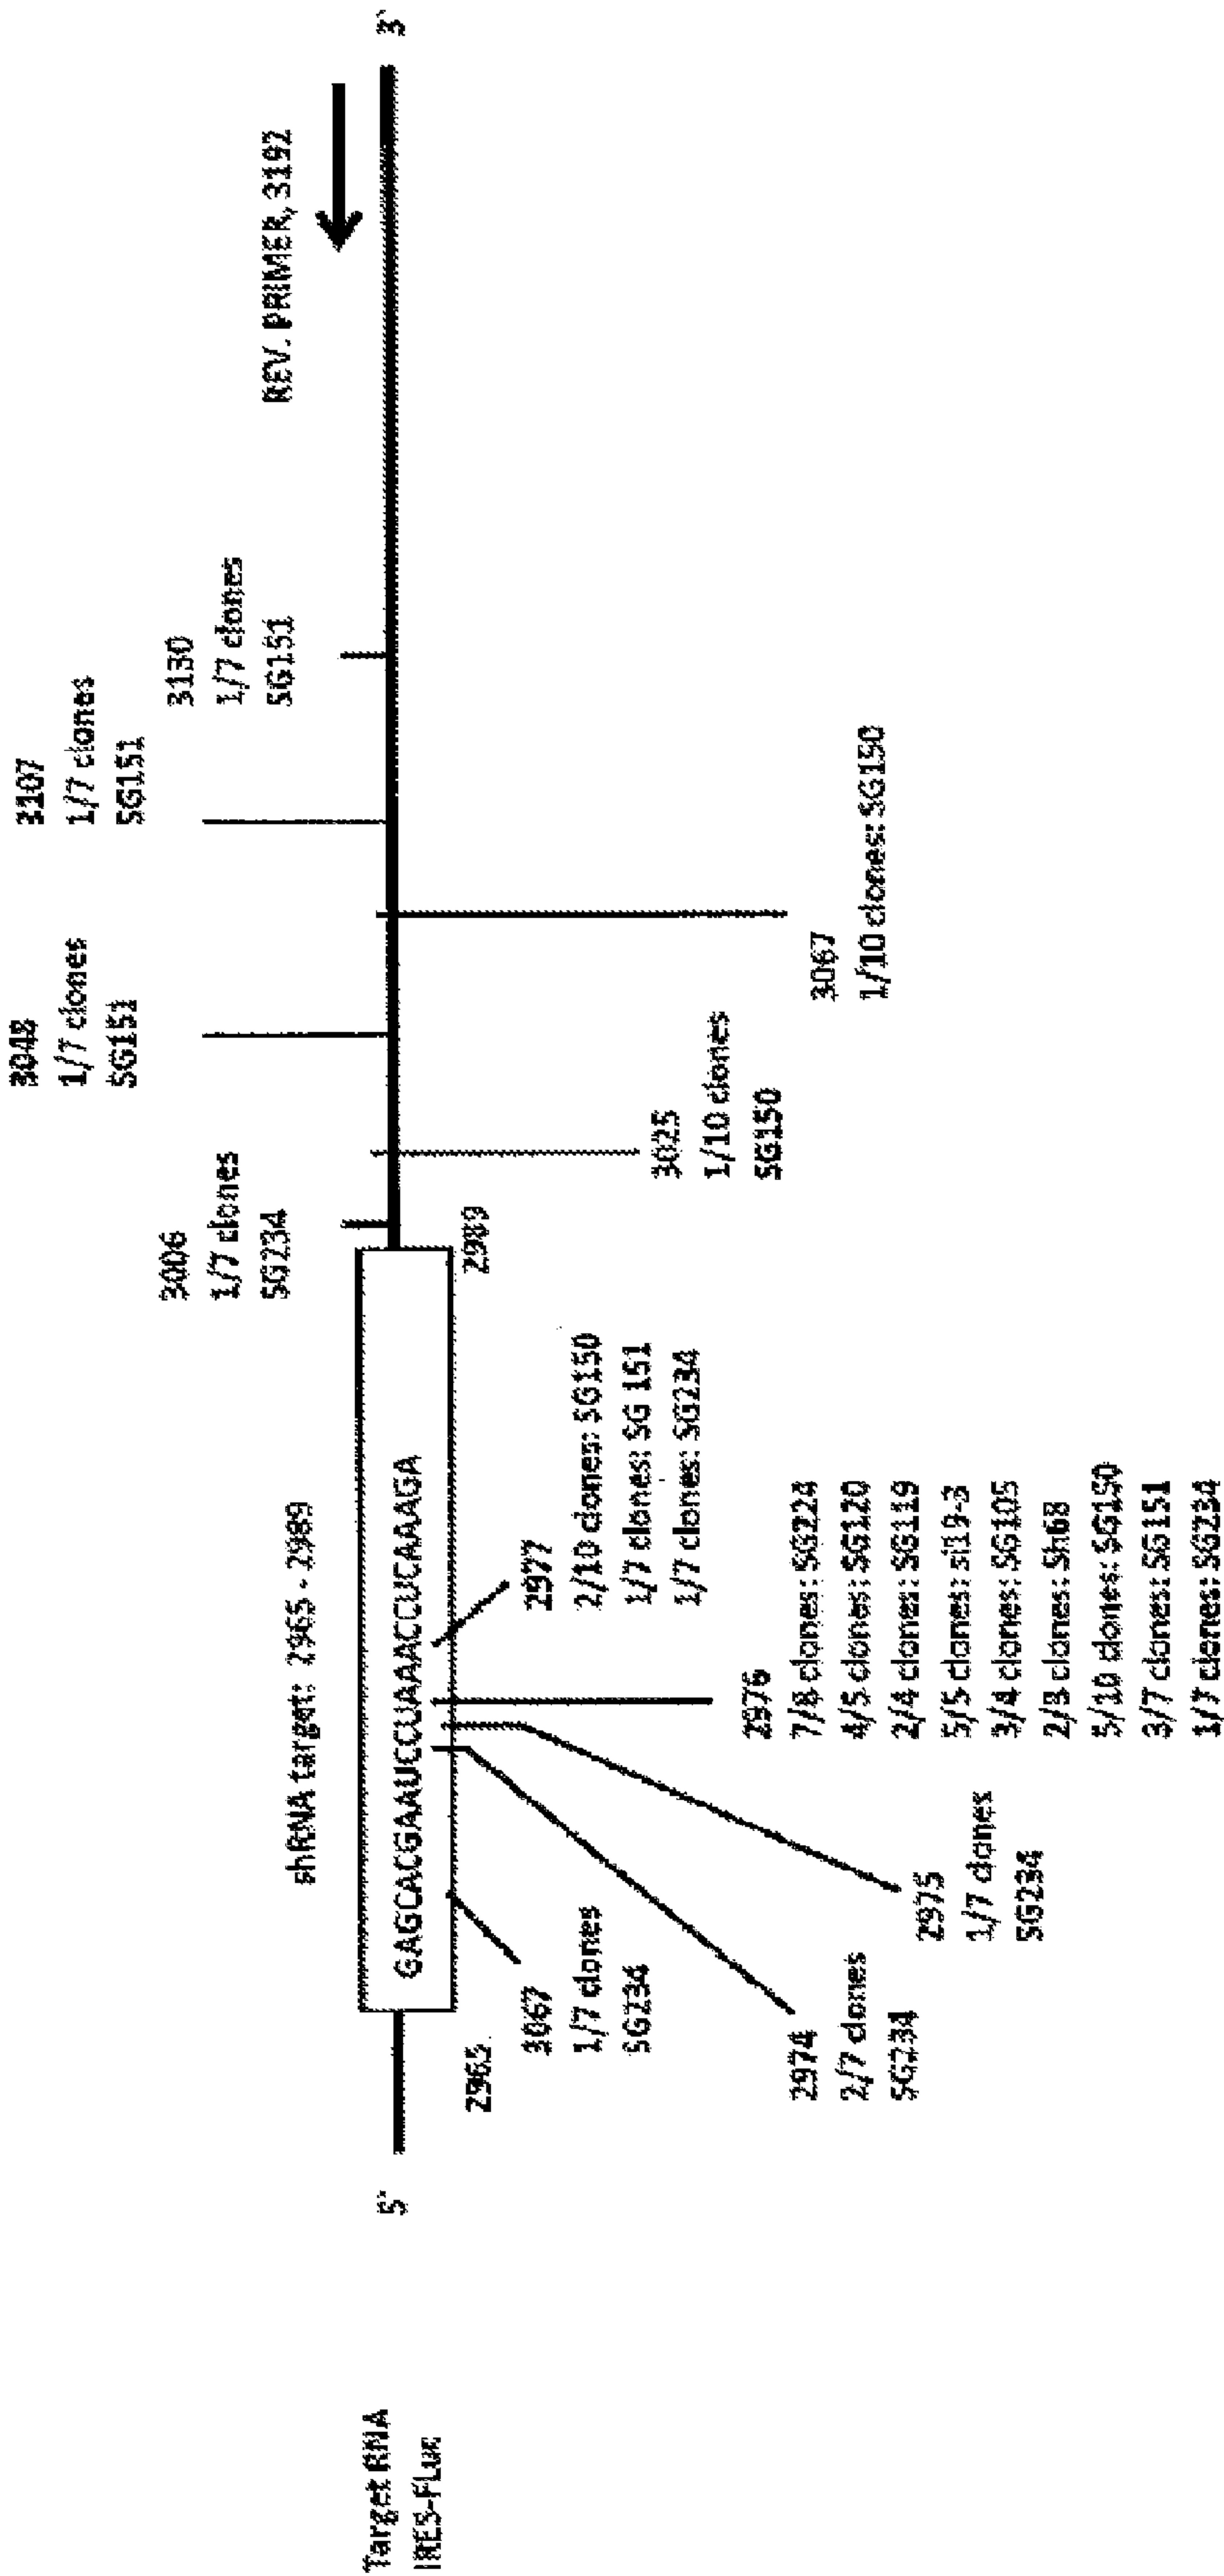 Target RNA
IRES-FLuc
5'
3'
shRNA target: 2965 - 2989
GAGCACGAAUCCUAAACCUCAAAGA
2965
2989
3006
1/7 clones
SG234
3048
1/7 clones
SG151
3107
1/7 clones
SG151
3130
1/7 clones
SG151
REV. PRIMER, 3192
3067
1/7 clones
SG234
2974
2/7 clones
SG234
2975
1/7 clones
SG234
2976
7/8 clones: SG224
4/5 clones: SG120
2/4 clones: SG119
5/5 clones: si19-3
3/4 clones: SG105
2/3 clones: Sh68
5/10 clones: SG150
3/7 clones: SG151
1/7 clones: SG234
2977
2/10 clones: SG150
1/7 clones: SG 151
1/7 clones: SG234
3025
1/10 clones
SG150
3067
1/10 clones: SG150